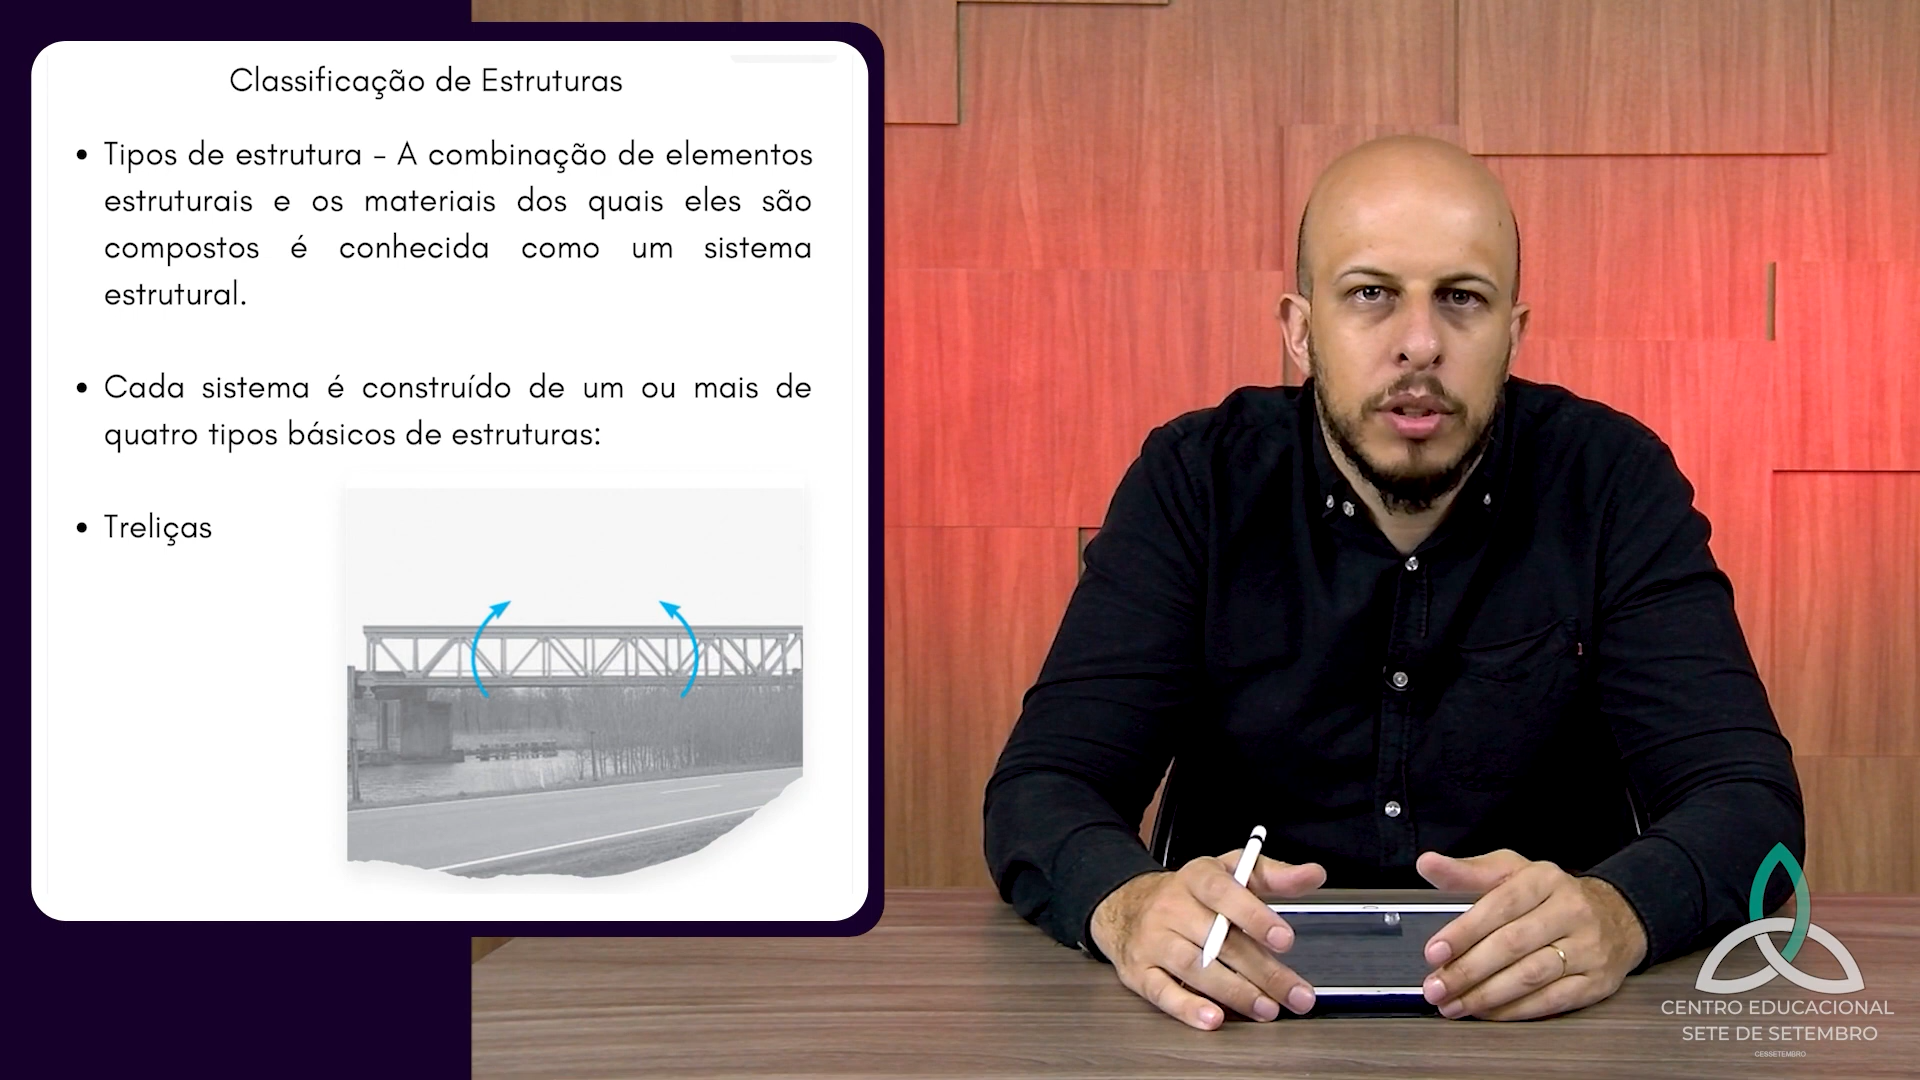 Classificação de Estruturas
• Tipos de estrutura - A combinação de elementos
estruturais e os materiais dos quais eles são
compostos é conhecida como um sistema
estrutural.
• Cada sistema é construído de um ou mais de
quatro tipos básicos de estruturas:
• Treliças
CENTRO EDUCACIONAL
SETE DE SETEMBRO
CESSETEMBRO